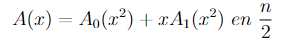 A(x) = A₀(x²) + xA₁(x²) en n/2